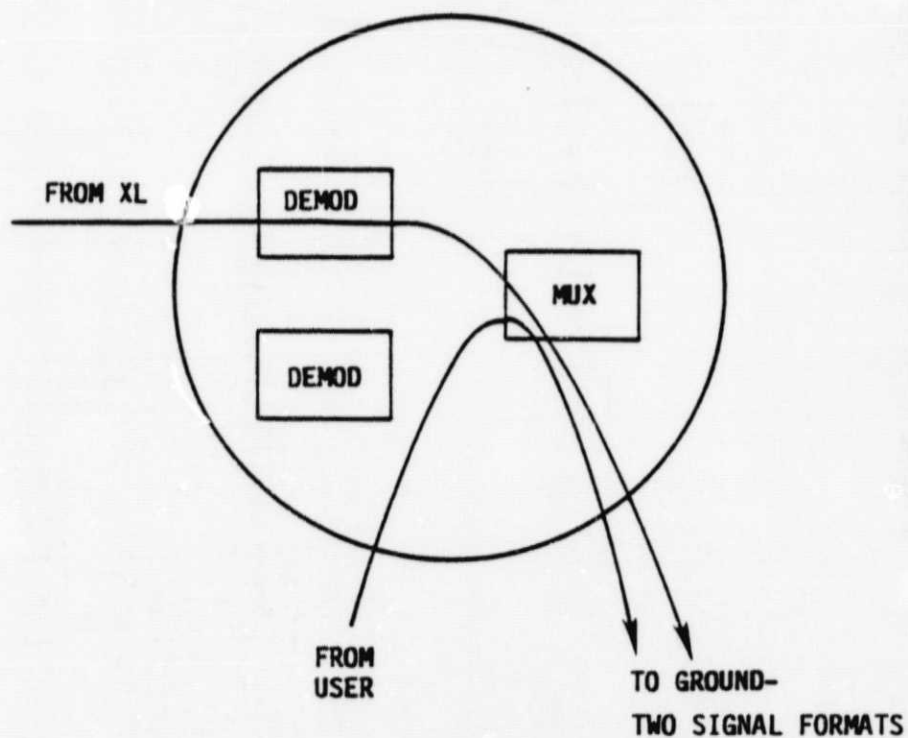 FROM XL
DEMOD
MUX
DEMOD
FROM
USER
TO GROUND–
TWO SIGNAL FORMATS